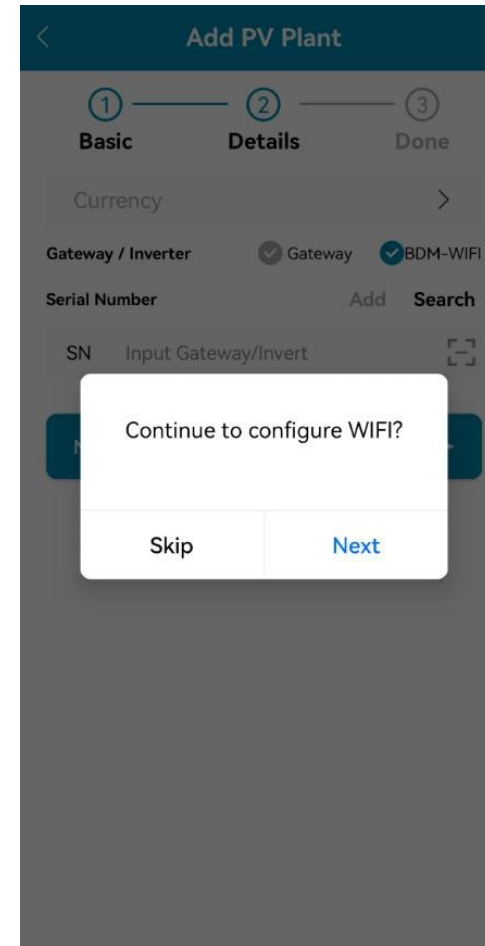 Add PV Plant
1 2 3
Basic Details Done
Currency
Gateway / Inverter Gateway BDM-WIFI
Serial Number Add Search
SN Input Gateway/Invert
Continue to configure WIFI?
Skip Next